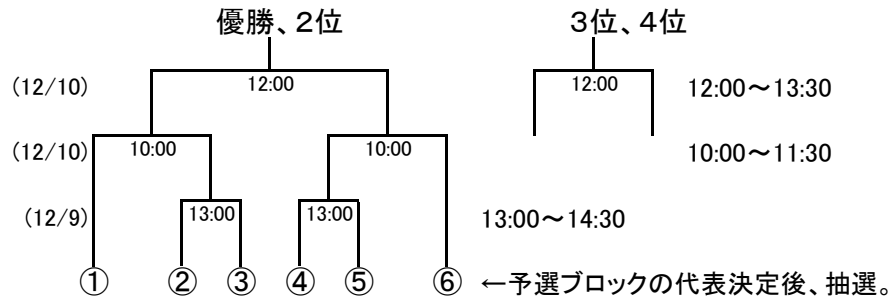 優勝、2位 3位、4位
(12/10) 12:00 12:00 12:00～13:30
(12/10) 10:00 10:00 10:00～11:30
(12/9) 13:00 13:00 13:00～14:30
① ② ③ ④ ⑤ ⑥ ←予選ブロックの代表決定後、抽選。